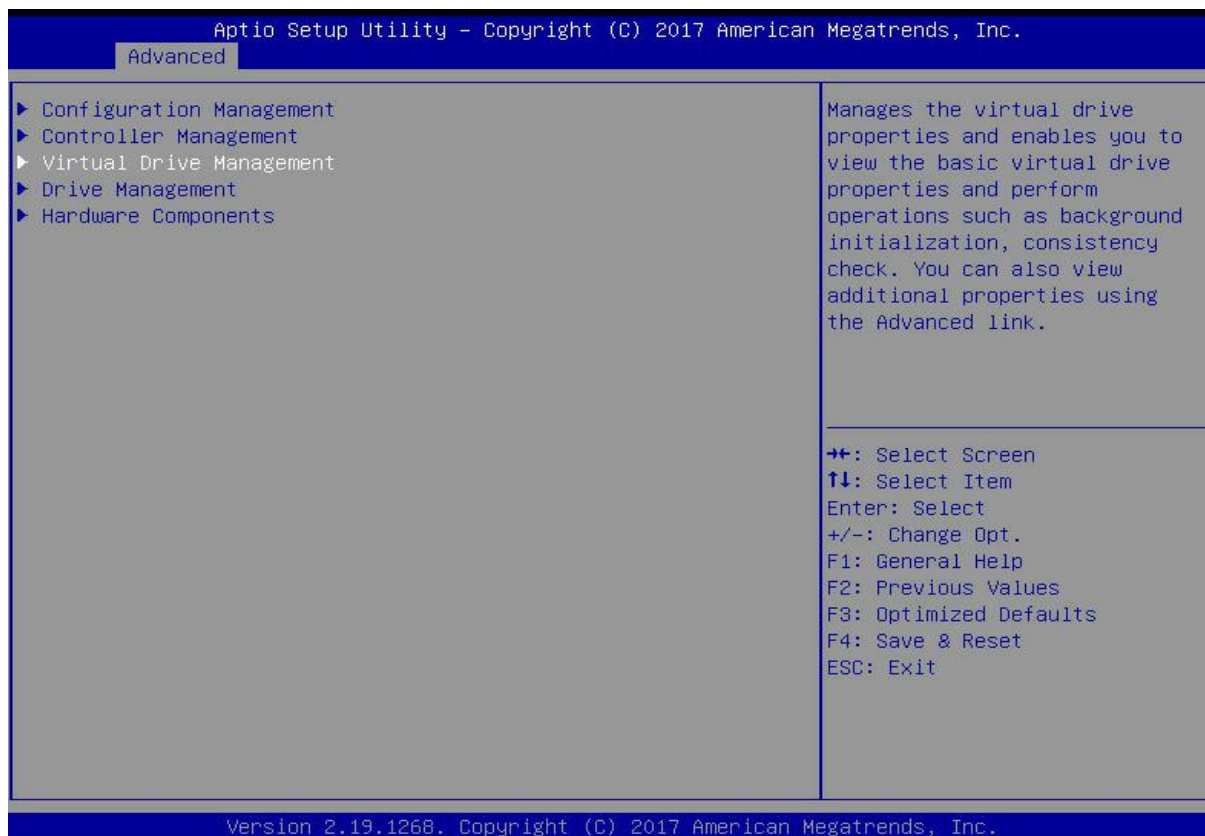 Aptio Setup Utility – Copyright (C) 2017 American Megatrends, Inc.
Advanced
▶ Configuration Management
▶ Controller Management
▶ Virtual Drive Management
▶ Drive Management
▶ Hardware Components
Manages the virtual drive
properties and enables you to
view the basic virtual drive
properties and perform
operations such as background
initialization, consistency
check. You can also view
additional properties using
the Advanced link.
→←: Select Screen
↑↓: Select Item
Enter: Select
+/-: Change Opt.
F1: General Help
F2: Previous Values
F3: Optimized Defaults
F4: Save & Reset
ESC: Exit
Version 2.19.1268. Copyright (C) 2017 American Megatrends, Inc.